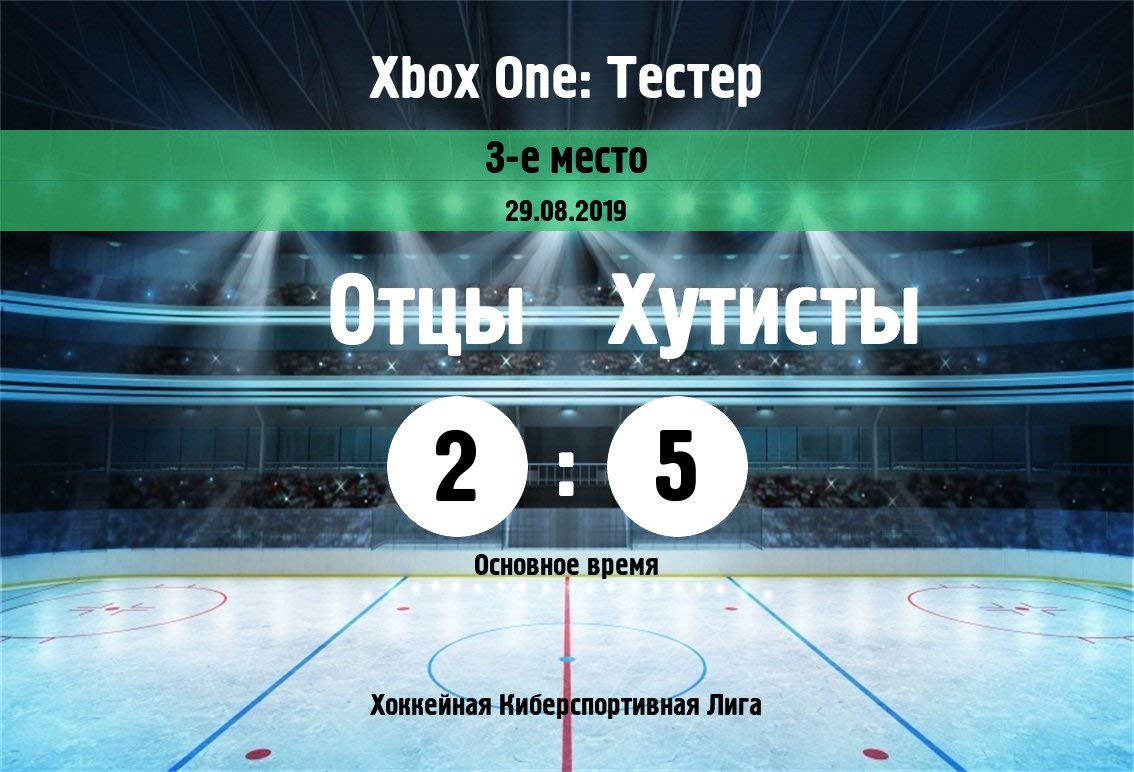 Xbox One: Тестер
3-е место
29.08.2019
Отцы Хутисты
2 : 5
Основное время
Хоккейная Киберспортивная Лига